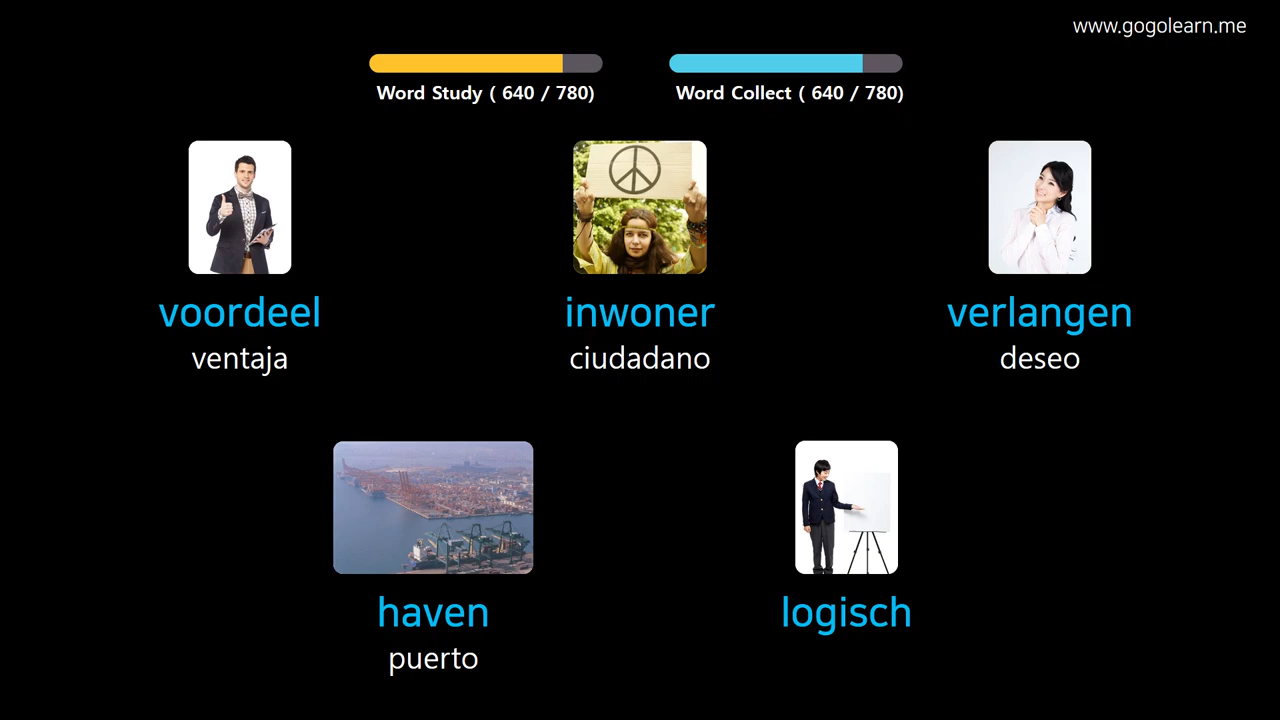 www.gogolearn.me
Word Study ( 640 / 780)
Word Collect ( 640 / 780)
voordeel
ventaja
inwoner
ciudadano
verlangen
deseo
haven
puerto
logisch